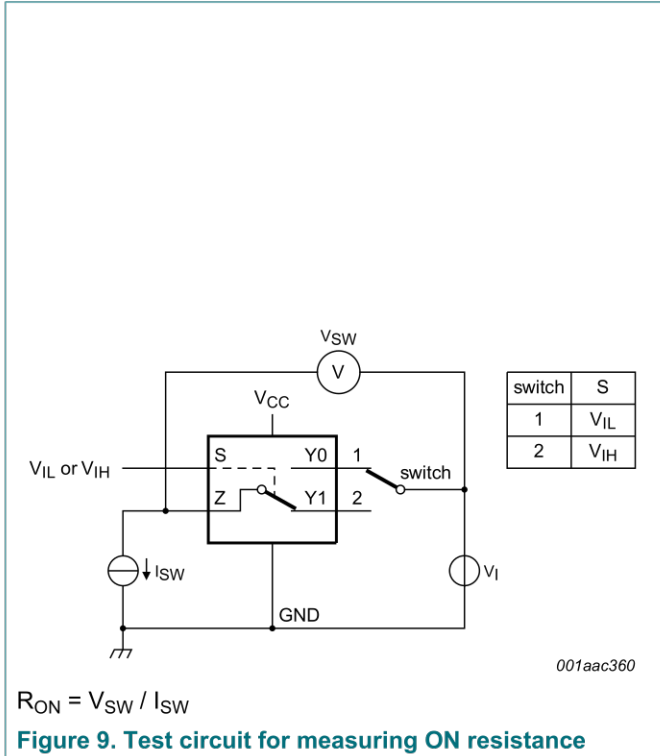 VSW
V
VCC
switch S
1 VIL
2 VIH
S Y0 1
switch
VIL or VIH
Z Y1 2
ISW
VI
GND
001aac360
RON = VSW / ISW
Figure 9. Test circuit for measuring ON resistance